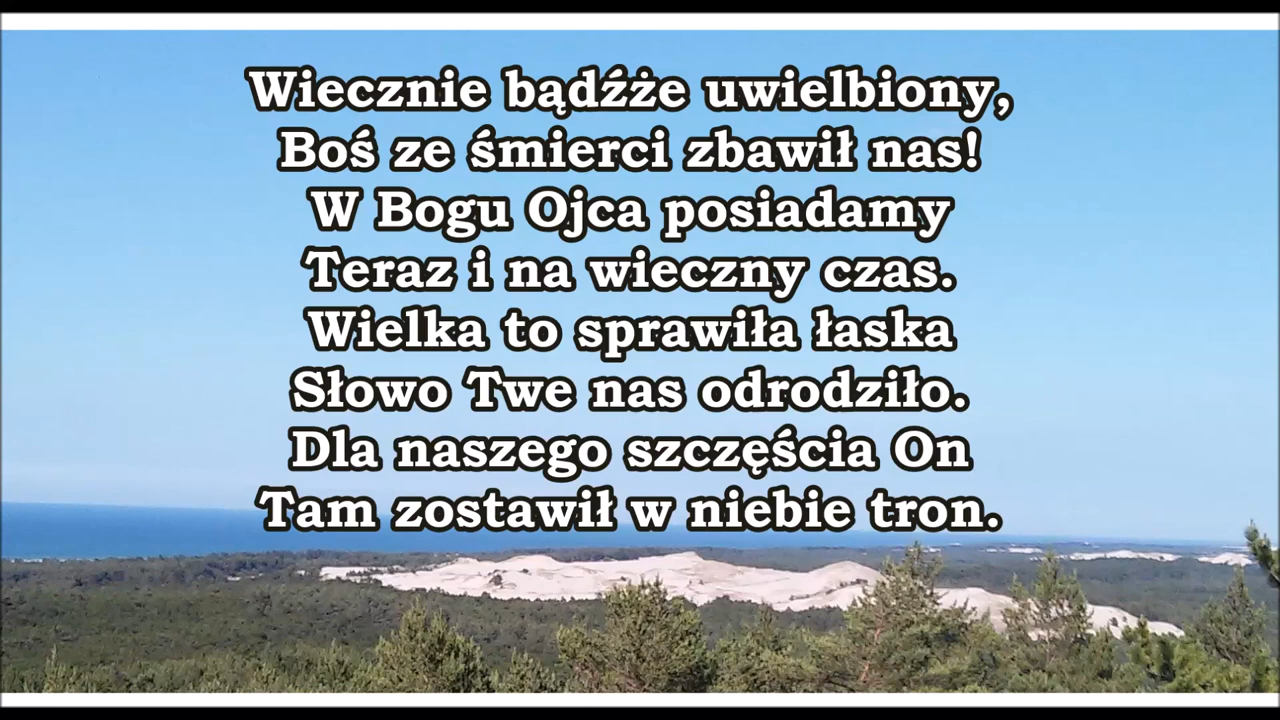 Wiecznie bądźże uwielbiony,
Boś ze śmierci zbawił nas!
W Bogu Ojca posiadamy
Teraz i na wieczny czas.
Wielka to sprawiła łaska
Słowo Twe nas odrodziło.
Dla naszego szczęścia On
Tam zostawił w niebie tron.